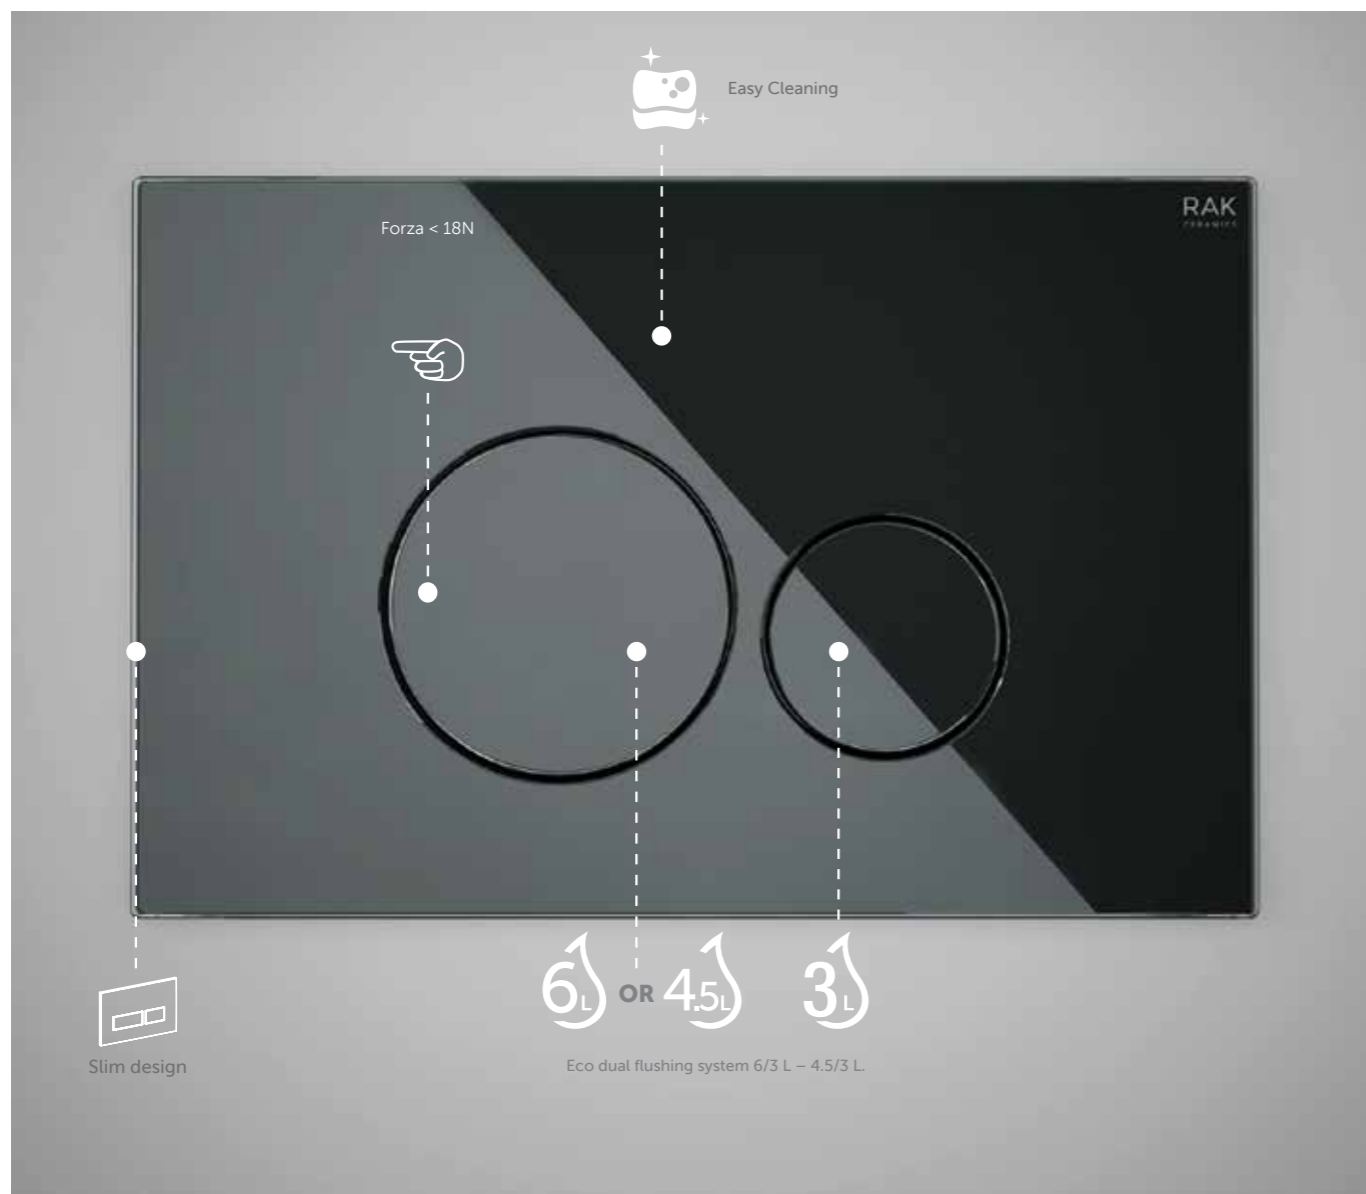 Easy Cleaning
RAK
CERAMICS
Forza < 18N
6L OR 4.5L 3L
Slim design
Eco dual flushing system 6/3 L – 4.5/3 L.